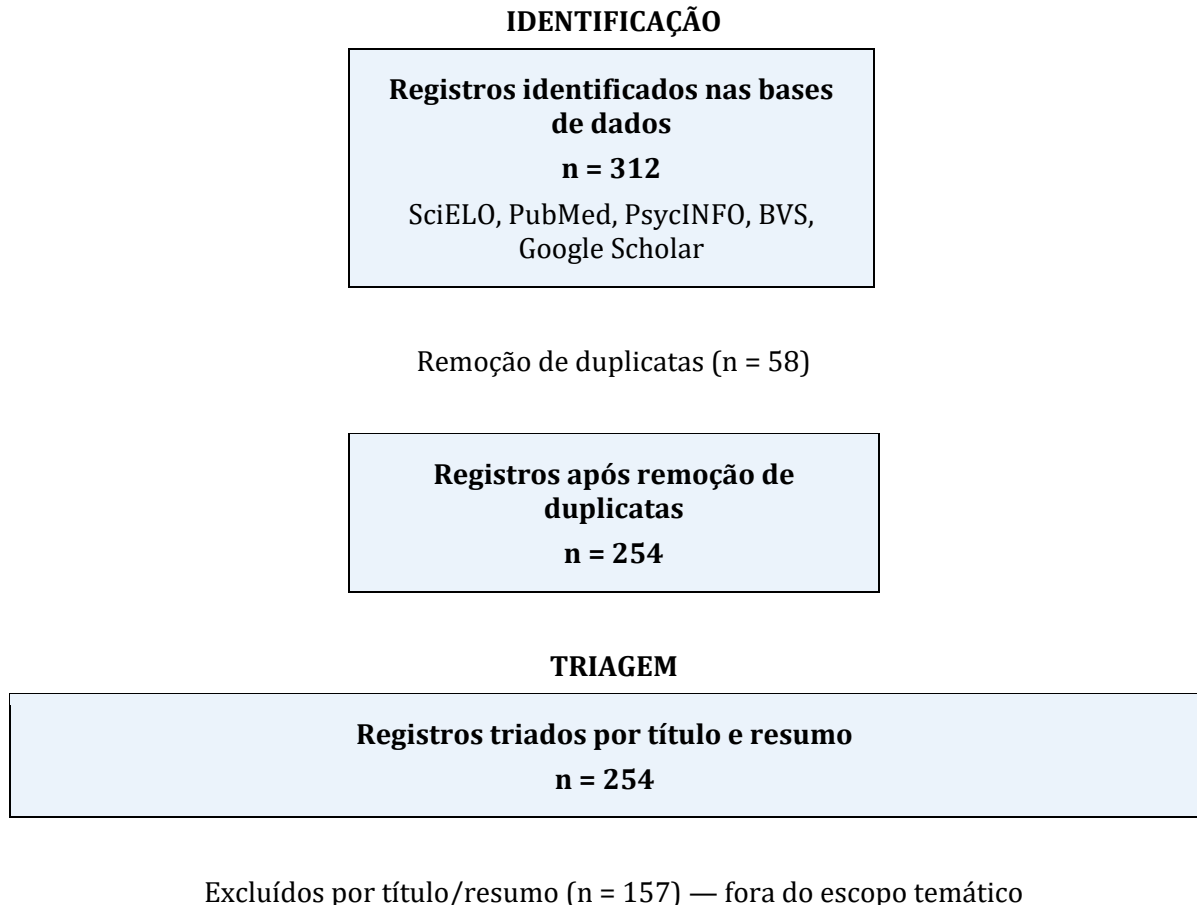 IDENTIFICAÇÃO
Registros identificados nas bases
de dados
n = 312
SciELO, PubMed, PsycINFO, BVS,
Google Scholar
Remoção de duplicatas (n = 58)
Registros após remoção de
duplicatas
n = 254
TRIAGEM
Registros triados por título e resumo
n = 254
Excluídos por título/resumo (n = 157) — fora do escopo temático